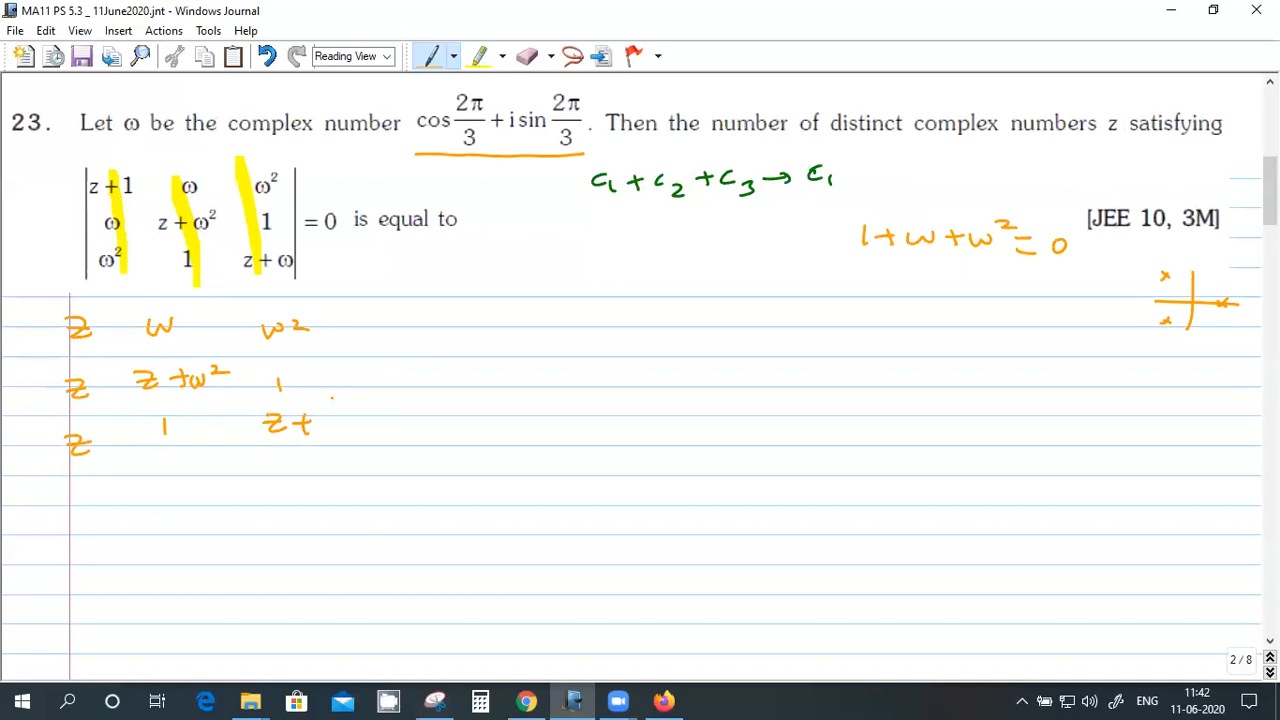 MA11 PS 5.3 _ 11June2020.jnt - Windows Journal
File Edit View Insert Actions Tools Help
Reading View
23. Let ω be the complex number cos 2π/3 + i sin 2π/3 . Then the number of distinct complex numbers z satisfying
| z+1 ω ω² |
| ω z+ω² 1 | = 0 is equal to [JEE 10, 3M]
| ω² 1 z+ω |
C₁ + C₂ + C₃ → C₁
1 + ω + ω² = 0
z ω ω²
z z + ω² 1
z 1 z +
2 / 8
ENG
11:42
11-06-2020